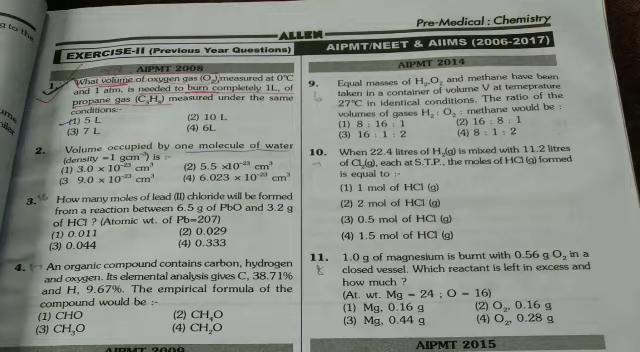 g to the
Pre-Medical : Chemistry
ALLEN
EXERCISE-II (Previous Year Questions)
AIPMT/NEET & AIIMS (2006-2017)
AIPMT 2008
1. What volume of oxygen gas (O₂) measured at 0°C
and 1 atm, is needed to burn completely 1L, of
propane gas (C₃H₈) measured under the same
conditions:-
(1) 5 L (2) 10 L
(3) 7 L (4) 6L
2. Volume occupied by one molecule of water
(density = 1 gcm⁻³) is :-
(1) 3.0 × 10⁻²³ cm³ (2) 5.5 ×10⁻²³ cm³
(3 9.0 × 10⁻²³ cm³ (4) 6.023 × 10⁻²³ cm³
3. How many moles of lead (II) chloride will be formed
from a reaction between 6.5 g of PbO and 3.2 g
of HCl ? (Atomic wt. of Pb=207)
(1) 0.011 (2) 0.029
(3) 0.044 (4) 0.333
4. An organic compound contains carbon, hydrogen
and oxygen. Its elemental analysis gives C, 38.71%
and H, 9.67%. The empirical formula of the
compound would be :-
(1) CHO (2) CH₄O
(3) CH₃O (4) CH₂O
AIPMT 2009
AIPMT 2014
9. Equal masses of H₂,O₂ and methane have been
taken in a container of volume V at temeprature
27°C in identical conditions. The ratio of the
volumes of gases H₂ : O₂ : methane would be :
(1) 8 : 16 : 1 (2) 16 : 8 : 1
(3) 16 : 1 : 2 (4) 8 : 1 : 2
10. When 22.4 litres of H₂(g) is mixed with 11.2 litres
of Cl₂(g), each at S.T.P., the moles of HCl (g) formed
is equal to :-
(1) 1 mol of HCl (g)
(2) 2 mol of HCl (g)
(3) 0.5 mol of HCl (g)
(4) 1.5 mol of HCl (g)
11. 1.0 g of magnesium is burnt with 0.56 g O₂ in a
closed vessel. Which reactant is left in excess and
how much ?
(At. wt. Mg = 24 ; O = 16)
(1) Mg, 0.16 g (2) O₂, 0.16 g
(3) Mg, 0.44 g (4) O₂, 0.28 g
AIPMT 2015